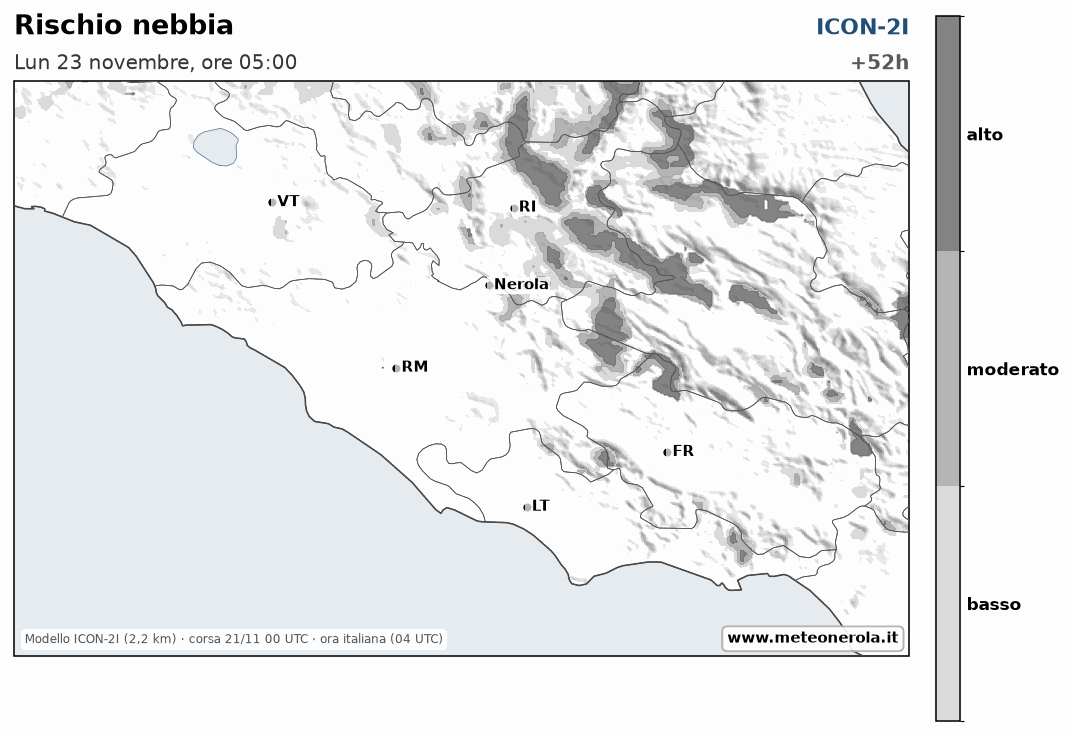 Rischio nebbia
ICON-2I
Lun 23 novembre, ore 05:00
+52h
alto
VT
RI
Nerola
RM
moderato
FR
LT
basso
Modello ICON-2I (2,2 km) · corsa 21/11 00 UTC · ora italiana (04 UTC)
www.meteonerola.it